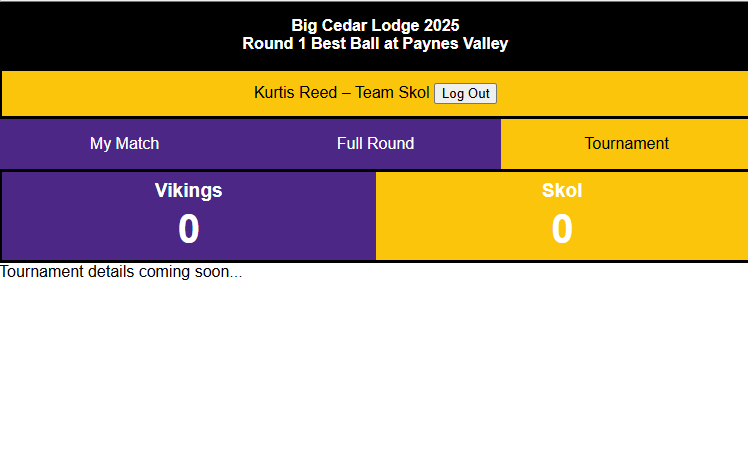 Big Cedar Lodge 2025
Round 1 Best Ball at Paynes Valley
Kurtis Reed – Team Skol Log Out
My Match Full Round Tournament
Vikings Skol
0 0
Tournament details coming soon...